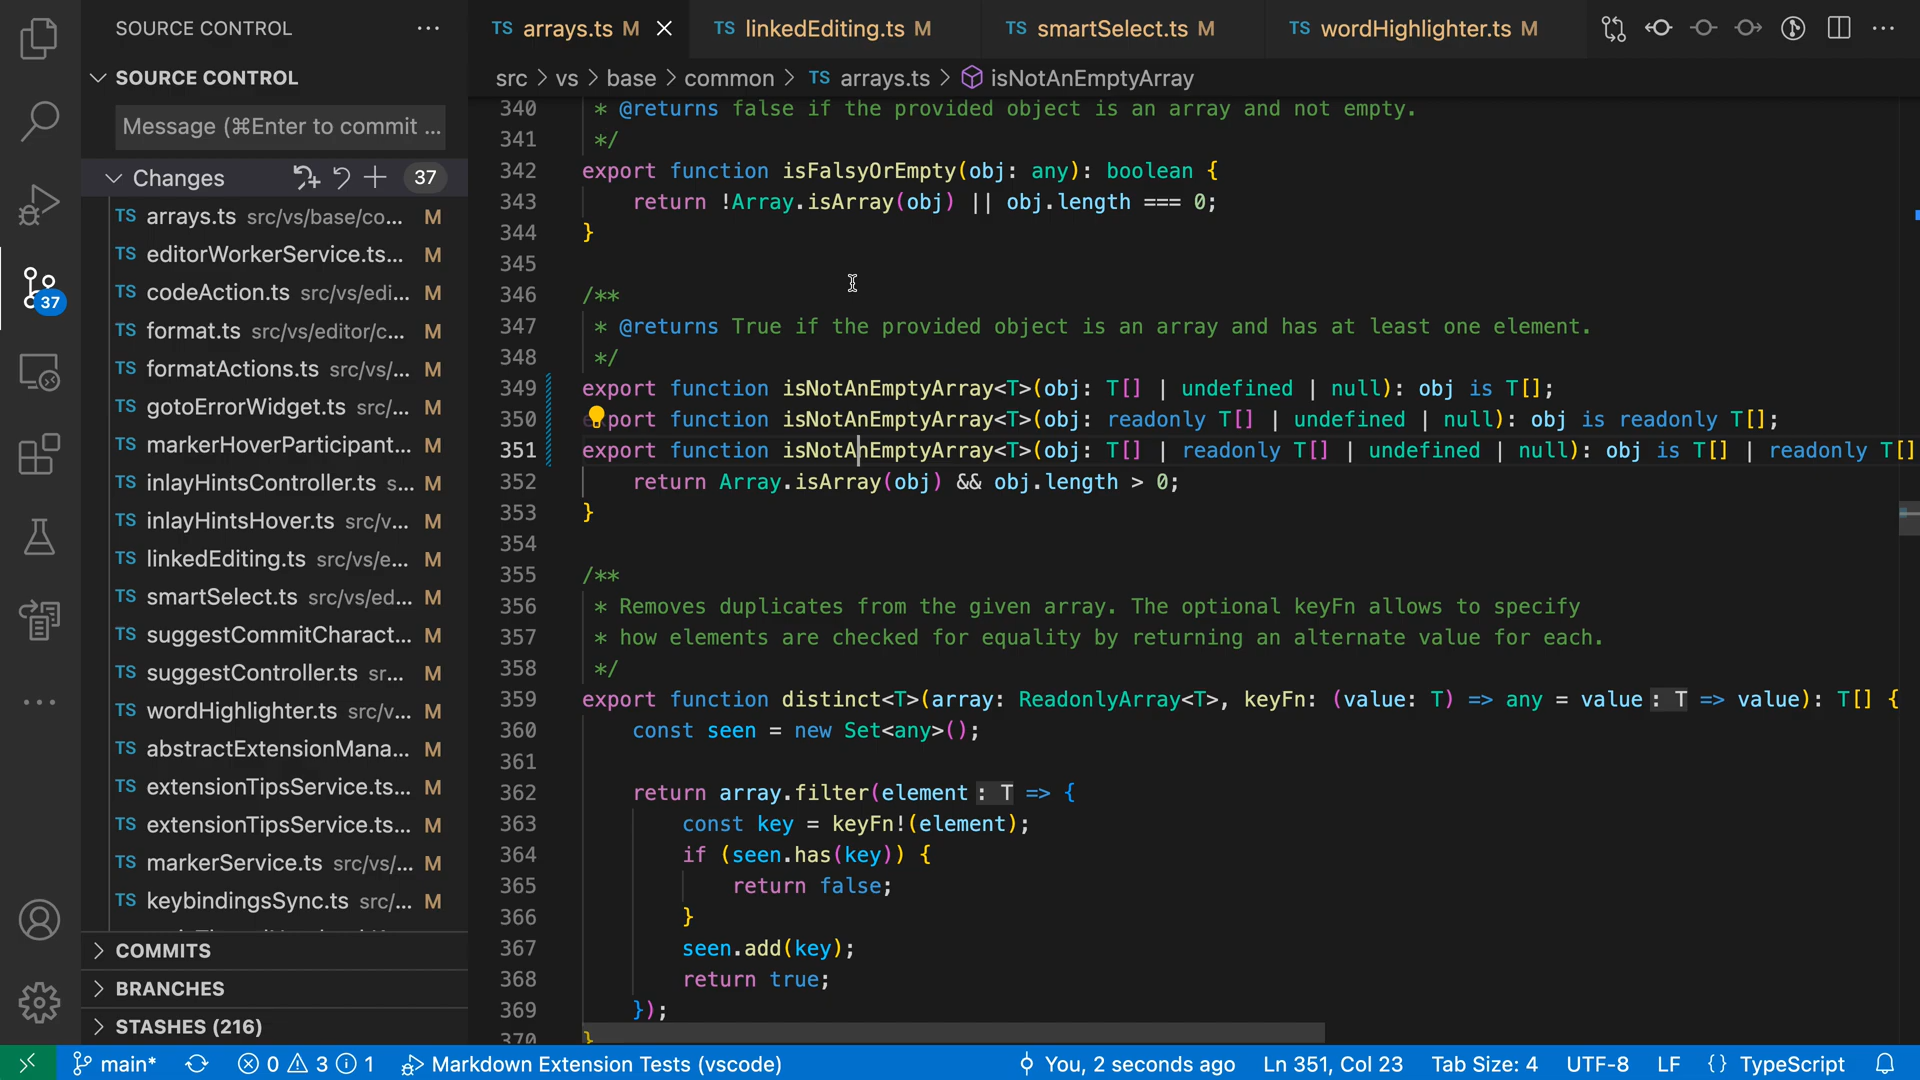 SOURCE CONTROL
SOURCE CONTROL
Message (⌘Enter to commit ...
Changes 37
TS arrays.ts src/vs/base/co... M
TS editorWorkerService.ts... M
TS codeAction.ts src/vs/edi... M
TS format.ts src/vs/editor/c... M
TS formatActions.ts src/vs/... M
TS gotoErrorWidget.ts src/... M
TS markerHoverParticipant... M
TS inlayHintsController.ts s... M
TS inlayHintsHover.ts src/v... M
TS linkedEditing.ts src/vs/e... M
TS smartSelect.ts src/vs/ed... M
TS suggestCommitCharact... M
TS suggestController.ts sr... M
TS wordHighlighter.ts src/v... M
TS abstractExtensionMana... M
TS extensionTipsService.ts... M
TS extensionTipsService.ts... M
TS markerService.ts src/vs/... M
TS keybindingsSync.ts src/... M
COMMITS
BRANCHES
STASHES (216)
37
TS arrays.ts M
TS linkedEditing.ts M
TS smartSelect.ts M
TS wordHighlighter.ts M
src > vs > base > common > TS arrays.ts > isNotAnEmptyArray
340 * @returns false if the provided object is an array and not empty.
341 */
342 export function isFalsyOrEmpty(obj: any): boolean {
343 return !Array.isArray(obj) || obj.length === 0;
344 }
345
346 /**
347 * @returns True if the provided object is an array and has at least one element.
348 */
349 export function isNotAnEmptyArray<T>(obj: T[] | undefined | null): obj is T[];
350 export function isNotAnEmptyArray<T>(obj: readonly T[] | undefined | null): obj is readonly T[];
351 export function isNotAnEmptyArray<T>(obj: T[] | readonly T[] | undefined | null): obj is T[] | readonly T[]
352 return Array.isArray(obj) && obj.length > 0;
353 }
354
355 /**
356 * Removes duplicates from the given array. The optional keyFn allows to specify
357 * how elements are checked for equality by returning an alternate value for each.
358 */
359 export function distinct<T>(array: ReadonlyArray<T>, keyFn: (value: T) => any = value: T => value): T[] {
360 const seen = new Set<any>();
361
362 return array.filter(element: T => {
363 const key = keyFn!(element);
364 if (seen.has(key)) {
365 return false;
366 }
367 seen.add(key);
368 return true;
369 });
370 }
main* 0 3 1 Markdown Extension Tests (vscode) You, 2 seconds ago Ln 351, Col 23 Tab Size: 4 UTF-8 LF {} TypeScript